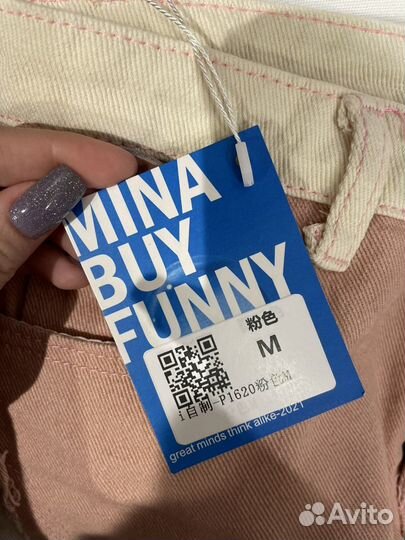 MINA
BUY
FUNNY
粉色
M
i自制-P1620粉色M
great minds think alike-2021
Avito